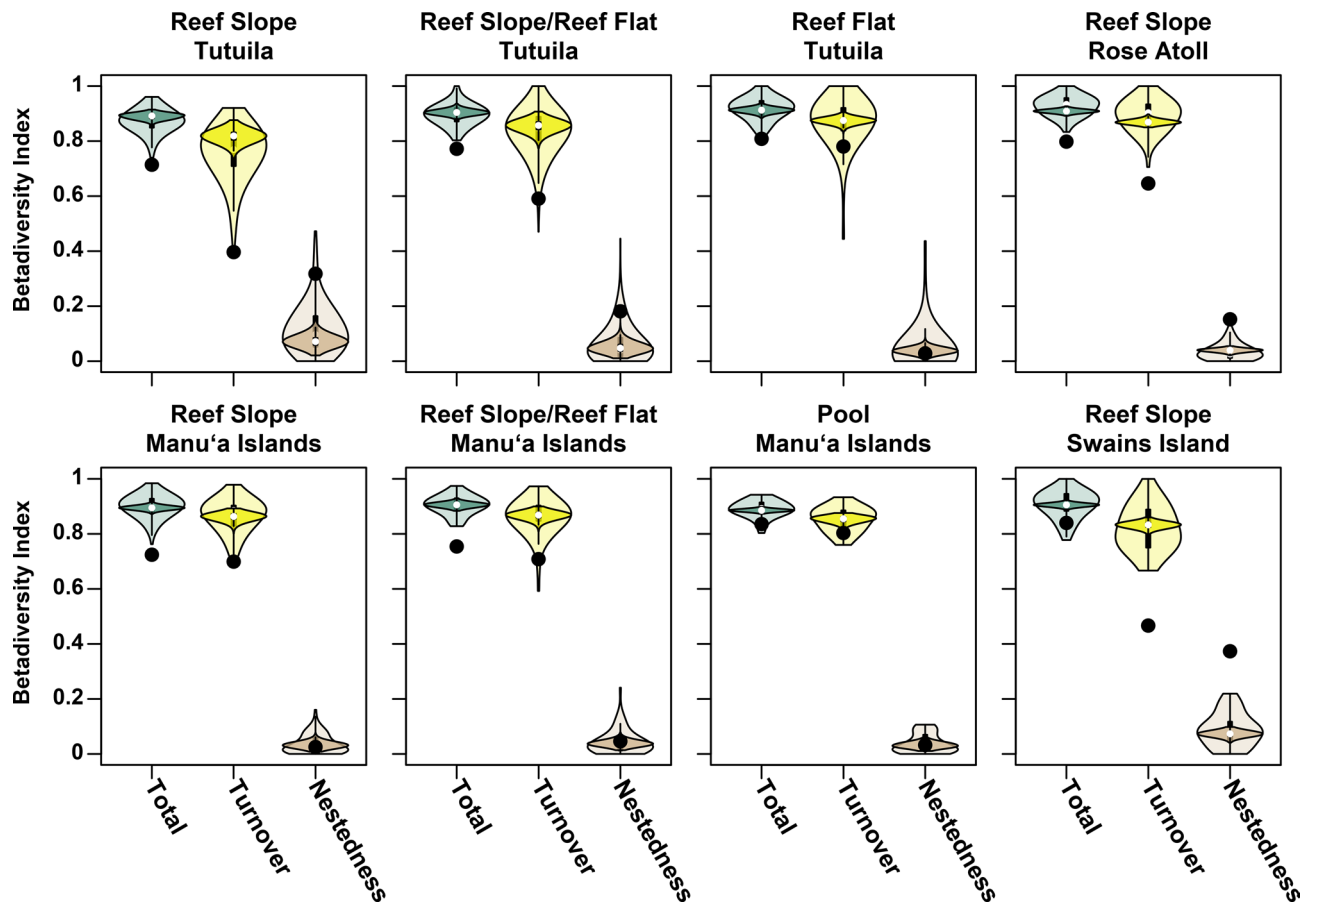 Reef Slope
Tutuila
Reef Slope/Reef Flat
Tutuila
Reef Flat
Tutuila
Reef Slope
Rose Atoll
Betadiversity Index
1
0.8
0.6
0.4
0.2
0
Reef Slope
Manu‘a Islands
Reef Slope/Reef Flat
Manu‘a Islands
Pool
Manu‘a Islands
Reef Slope
Swains Island
Betadiversity Index
1
0.8
0.6
0.4
0.2
0
Total
Turnover
Nestedness
Total
Turnover
Nestedness
Total
Turnover
Nestedness
Total
Turnover
Nestedness